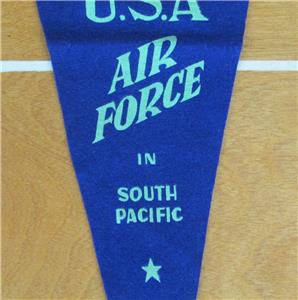 U.S.A
AIR
FORCE
IN
SOUTH
PACIFIC